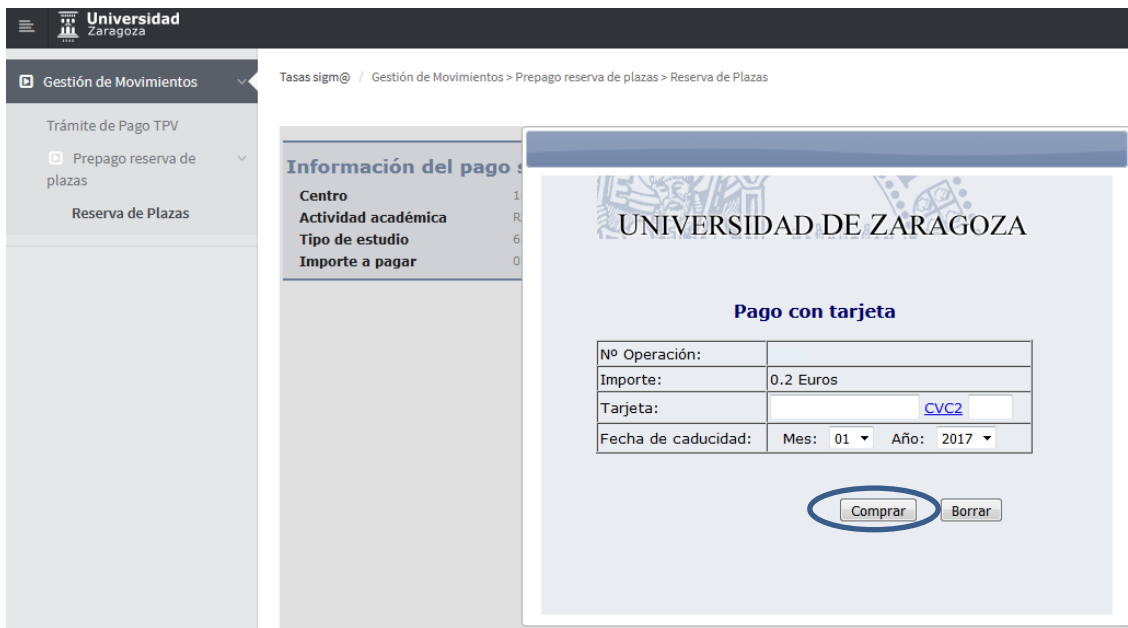 Universidad
Zaragoza
Gestión de Movimientos
Tasas sigm@ / Gestión de Movimientos > Prepago reserva de plazas > Reserva de Plazas
Trámite de Pago TPV
Prepago reserva de
plazas
Reserva de Plazas
Información del pago s
Centro 1
Actividad académica R
Tipo de estudio 6
Importe a pagar 0
UNIVERSIDAD DE ZARAGOZA
Pago con tarjeta
Nº Operación:
Importe: 0.2 Euros
Tarjeta: CVC2
Fecha de caducidad: Mes: 01 Año: 2017
Comprar Borrar